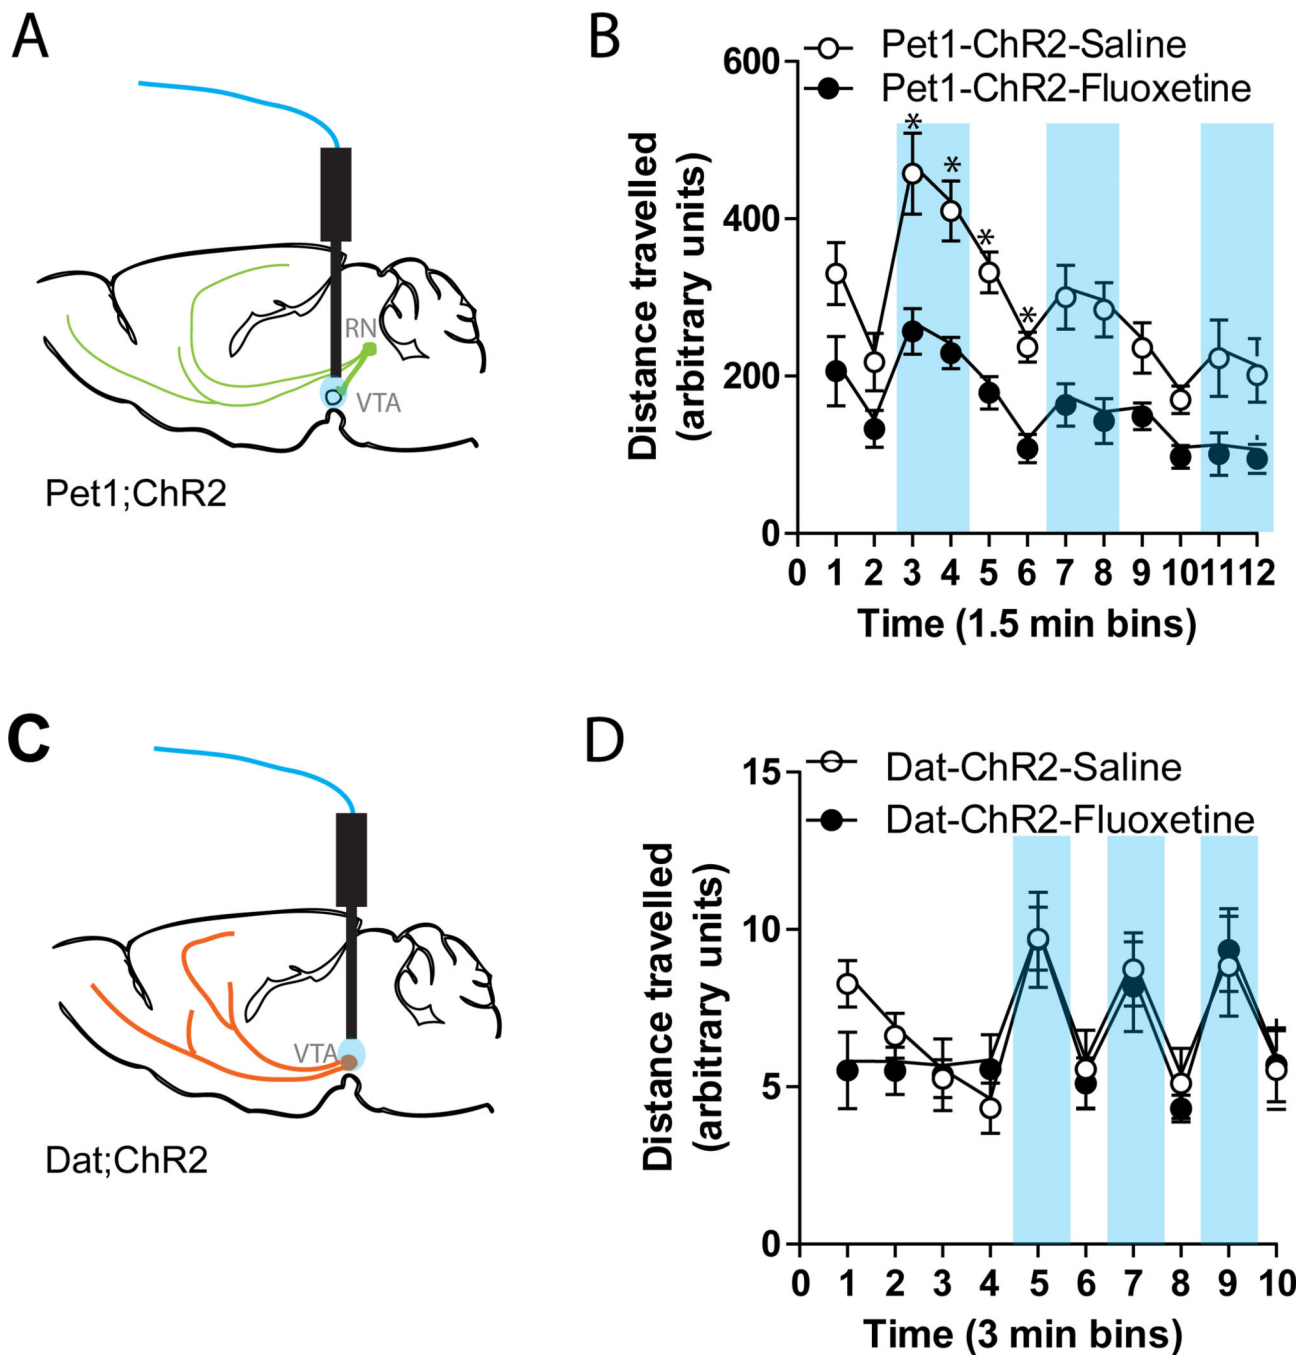 A
RN
VTA
Pet1;ChR2
B
Pet1-ChR2-Saline
Pet1-ChR2-Fluoxetine
Distance travelled
(arbitrary units)
600
400
200
0
* * * *
0 1 2 3 4 5 6 7 8 9 10 11 12
Time (1.5 min bins)
C
VTA
Dat;ChR2
D
Dat-ChR2-Saline
Dat-ChR2-Fluoxetine
Distance travelled
(arbitrary units)
15
10
5
0
0 1 2 3 4 5 6 7 8 9 10
Time (3 min bins)